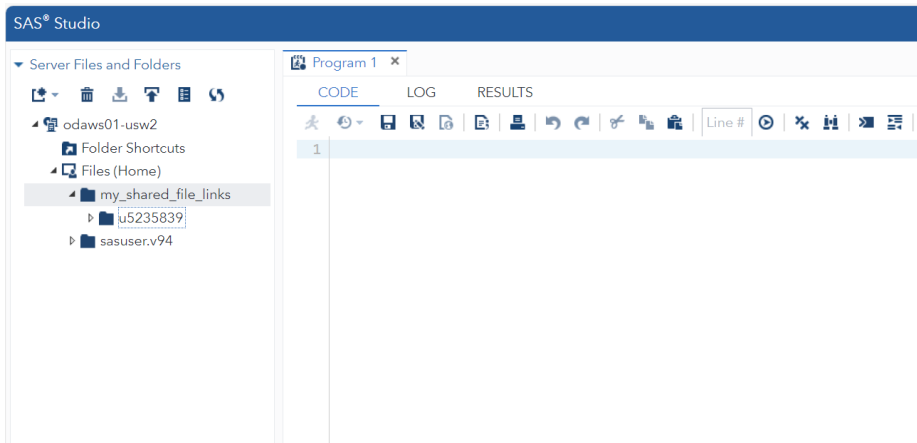 SAS® Studio
Server Files and Folders
Program 1
CODE LOG RESULTS
odaws01-usw2
Folder Shortcuts
Files (Home)
my_shared_file_links
u5235839
sasuser.v94
Line #
1